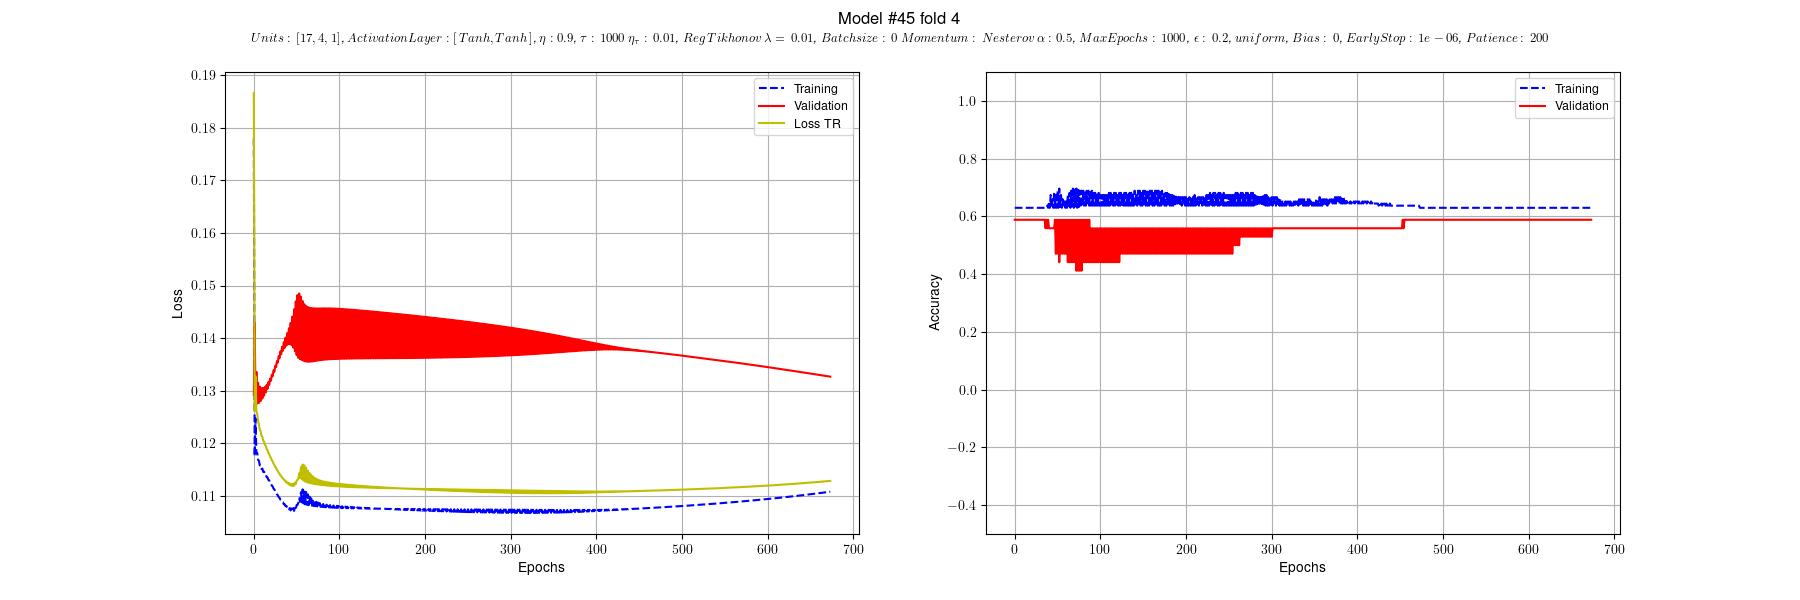 Model #45 fold 4
Units : [17, 4, 1], ActivationLayer : [Tanh, Tanh], η : 0.9, τ : 1000 η_τ : 0.01, RegTikhonov λ = 0.01, Batchsize : 0 Momentum : Nesterov α : 0.5, MaxEpochs : 1000, ϵ : 0.2, uniform, Bias : 0, EarlyStop : 1e − 06, Patience : 200
0.19
0.18
0.17
0.16
0.15
0.14
0.13
0.12
0.11
Loss
0 100 200 300 400 500 600 700
Epochs
Training
Validation
Loss TR
1.0
0.8
0.6
0.4
0.2
0.0
−0.2
−0.4
Accuracy
0 100 200 300 400 500 600 700
Epochs
Training
Validation